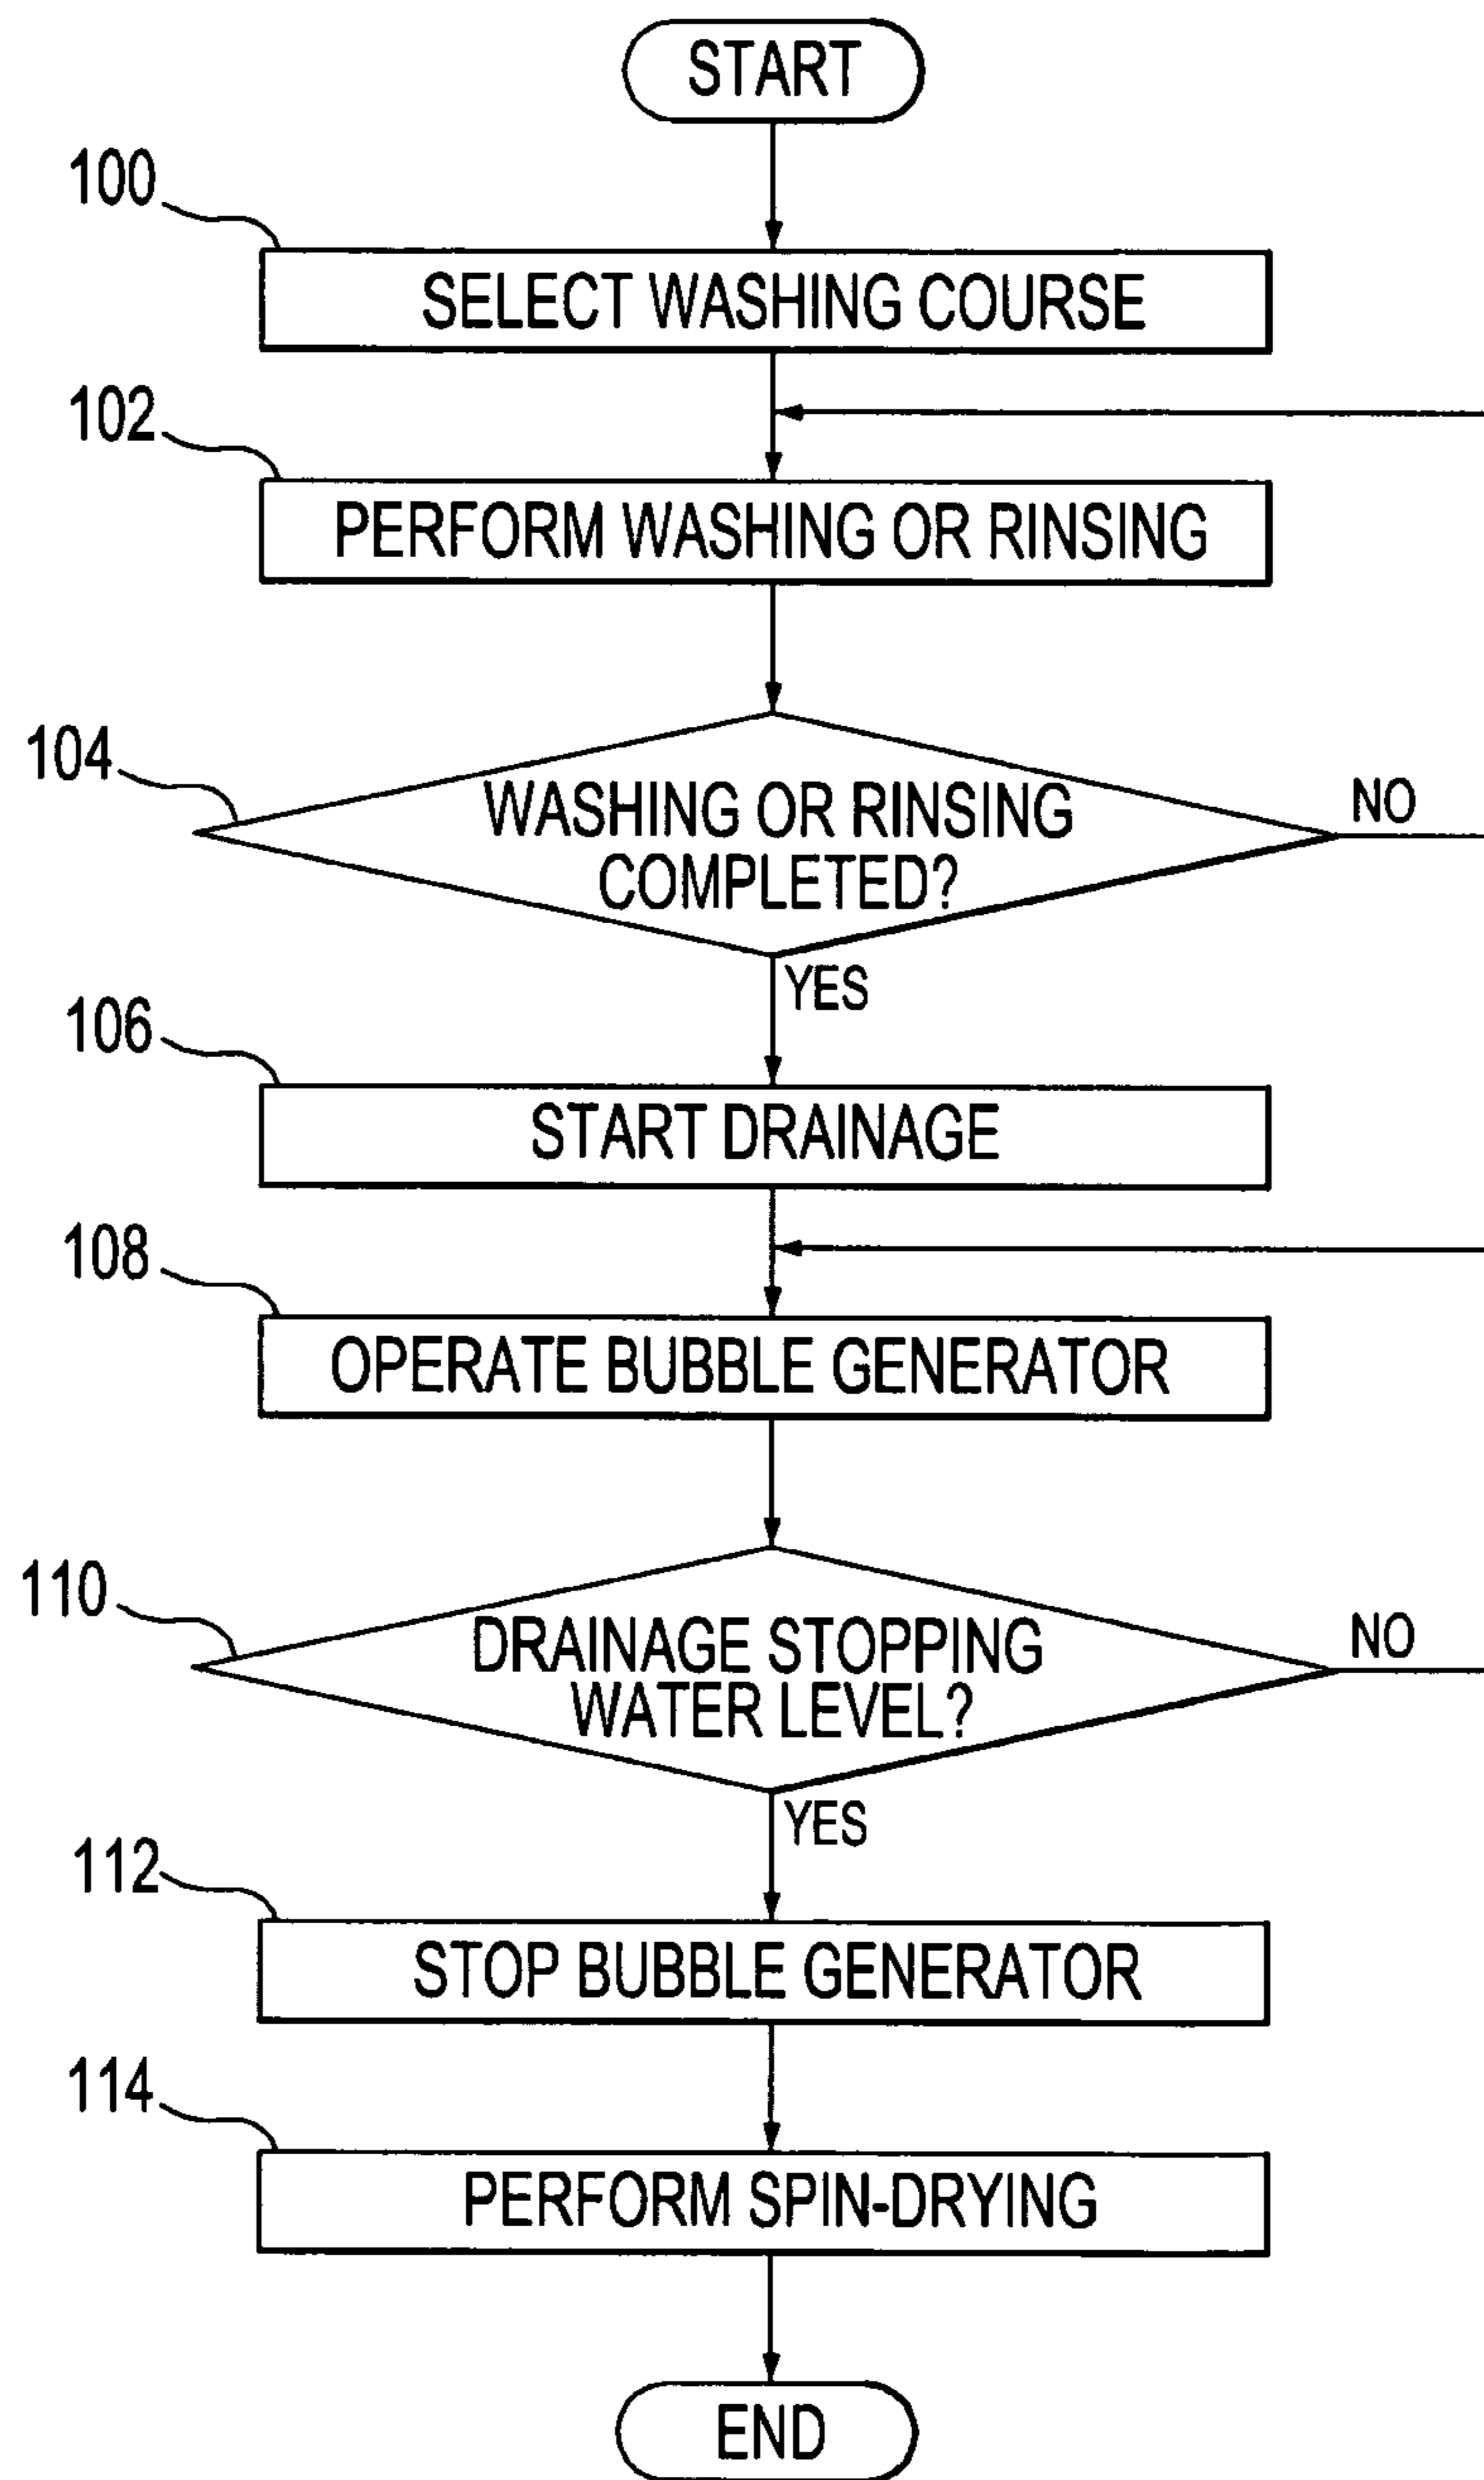 START
100
SELECT WASHING COURSE
102
PERFORM WASHING OR RINSING
104
WASHING OR RINSING
COMPLETED?
NO
YES
106
START DRAINAGE
108
OPERATE BUBBLE GENERATOR
110
DRAINAGE STOPPING
WATER LEVEL?
NO
YES
112
STOP BUBBLE GENERATOR
114
PERFORM SPIN-DRYING
END